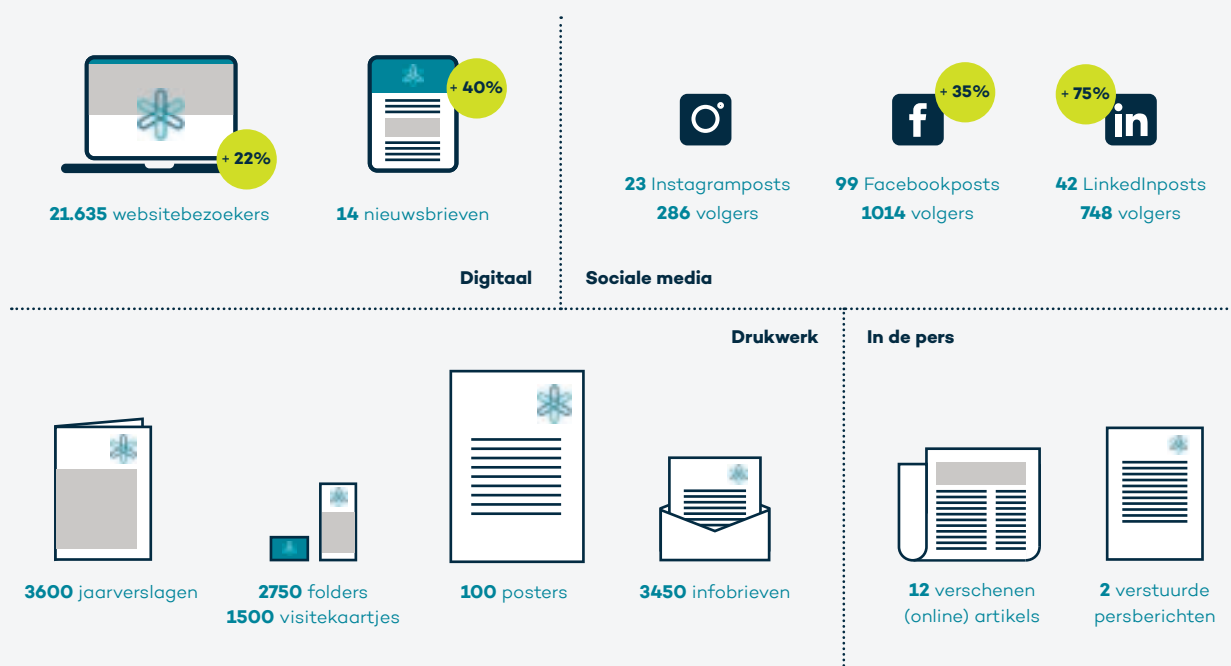 + 22%
21.635 websitebezoekers
+ 40%
14 nieuwsbrieven
Digitaal
23 Instagramposts
286 volgers
+ 35%
99 Facebookposts
1014 volgers
+ 75%
in
42 LinkedInposts
748 volgers
Sociale media
Drukwerk
3600 jaarverslagen
2750 folders
1500 visitekaartjes
100 posters
3450 infobrieven
In de pers
12 verschenen
(online) artikels
2 verstuurde
persberichten